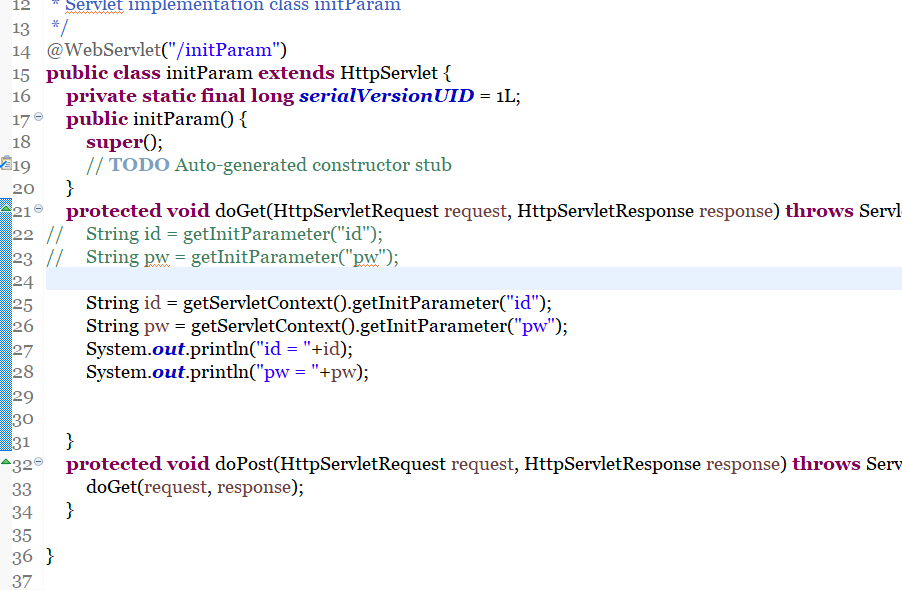 12 * Servlet implementation class initParam
13 */
14 @WebServlet("/initParam")
15 public class initParam extends HttpServlet {
16 private static final long serialVersionUID = 1L;
17 public initParam() {
18 super();
19 // TODO Auto-generated constructor stub
20 }
21 protected void doGet(HttpServletRequest request, HttpServletResponse response) throws Servl
22 // String id = getInitParameter("id");
23 // String pw = getInitParameter("pw");
24
25 String id = getServletContext().getInitParameter("id");
26 String pw = getServletContext().getInitParameter("pw");
27 System.out.println("id = "+id);
28 System.out.println("pw = "+pw);
29
30
31 }
32 protected void doPost(HttpServletRequest request, HttpServletResponse response) throws Serv
33 doGet(request, response);
34 }
35
36 }
37